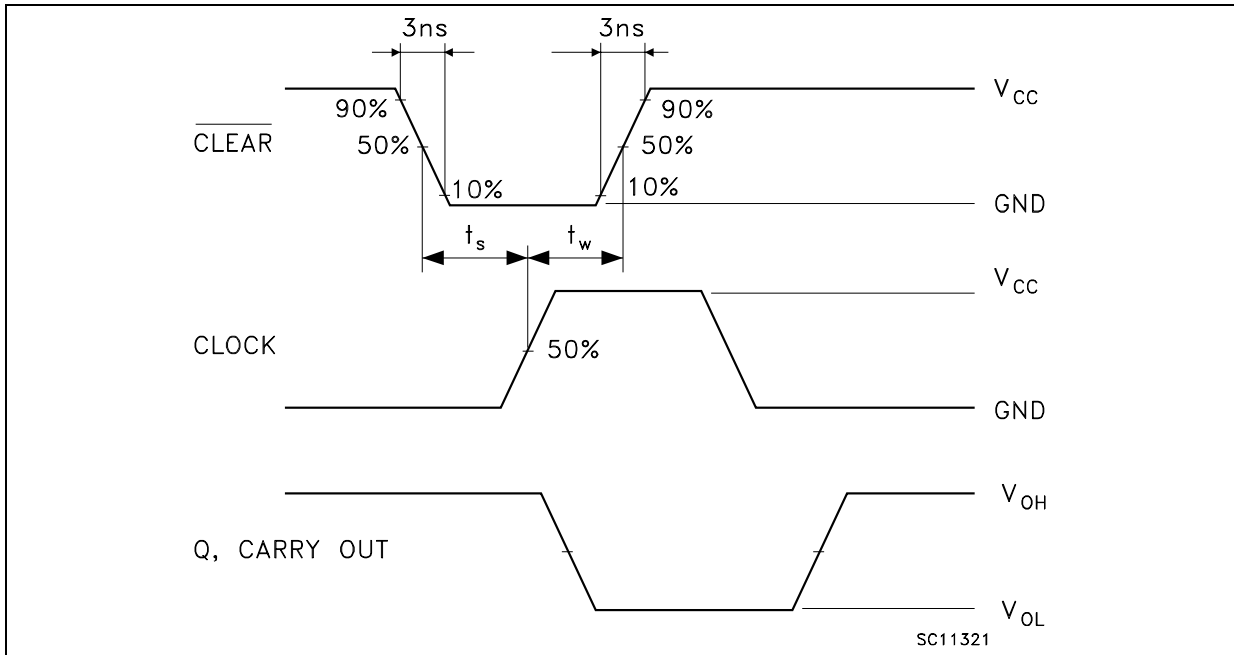 3ns 3ns
90% 90% V_CC
CLEAR 50% 50%
10% 10% GND
t_s t_w
V_CC
CLOCK 50%
GND
V_OH
Q, CARRY OUT
V_OL
SC11321